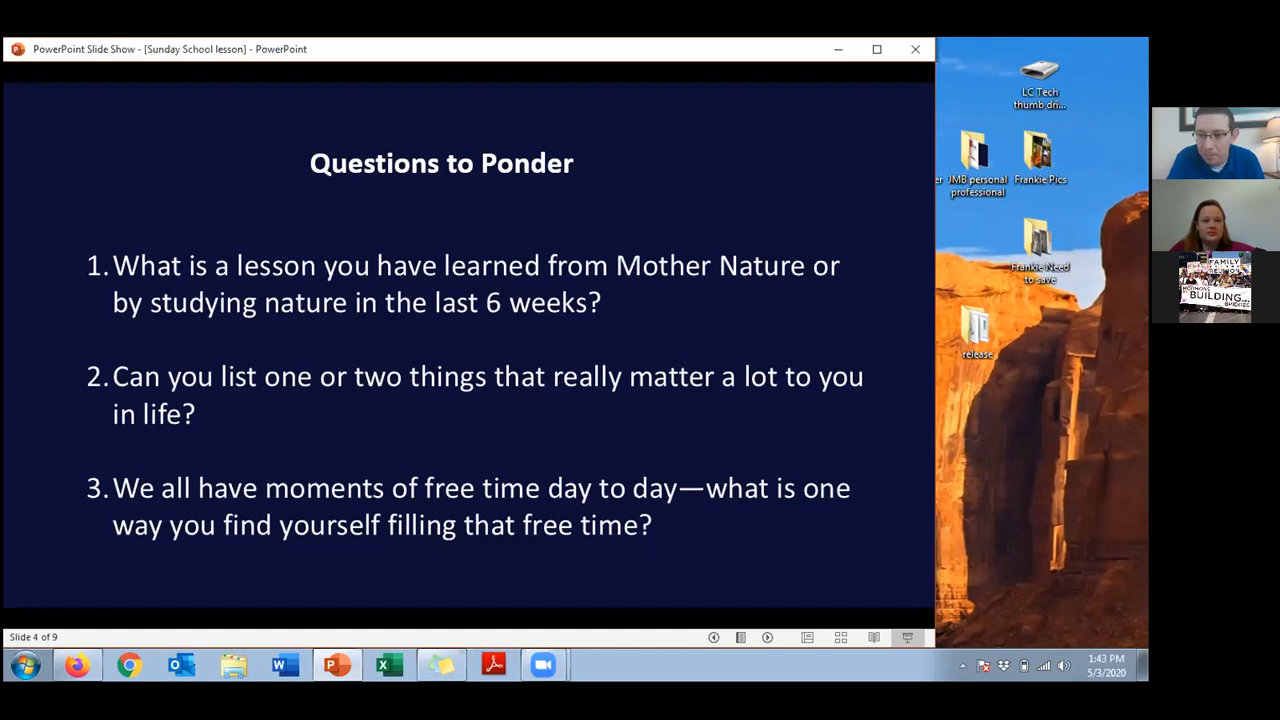 PowerPoint Slide Show - [Sunday School lesson] - PowerPoint
Questions to Ponder
1. What is a lesson you have learned from Mother Nature or
by studying nature in the last 6 weeks?
2. Can you list one or two things that really matter a lot to you
in life?
3. We all have moments of free time day to day—what is one
way you find yourself filling that free time?
Slide 4 of 9
LC Tech
thumb dri...
er
JMB personal
professional
Frankie Pics
Frankie Need
to save
release
FAMILY
REUNION
MORMONS
BUILDING...
BRIDGES
1:43 PM
5/3/2020